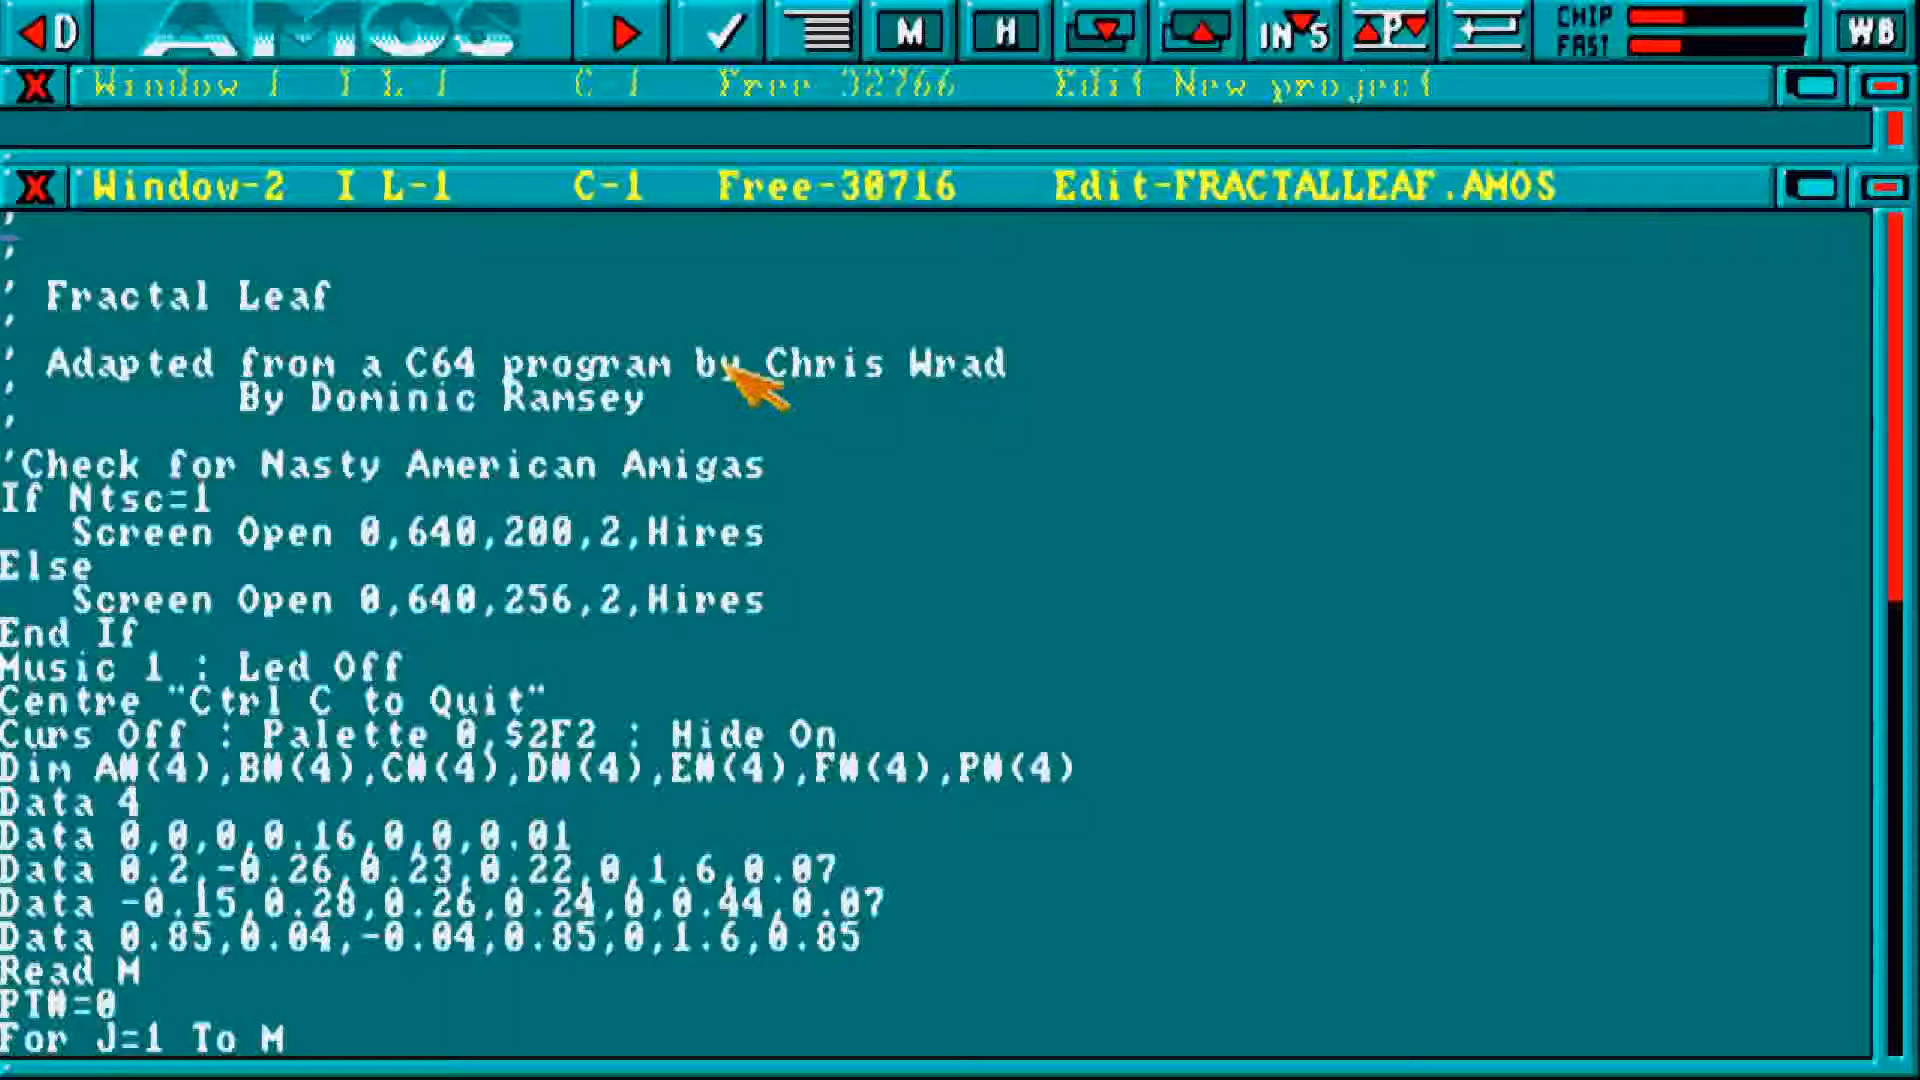 D AMOS M H INS P CHIP FAST WB
X Window 1 I L 1 C 1 Free 32766 Edit New project
X Window-2 I L-1 C-1 Free-30716 Edit-FRACTALLEAF.AMOS
'
'
' Fractal Leaf
'
' Adapted from a C64 program by Chris Wrad
' By Dominic Ramsey
'
'Check for Nasty American Amigas
If Ntsc=1
Screen Open 0,640,200,2,Hires
Else
Screen Open 0,640,256,2,Hires
End If
Music 1 : Led Off
Centre "Ctrl C to Quit"
Curs Off : Palette 0,$2F2 : Hide On
Dim A#(4),B#(4),C#(4),D#(4),E#(4),F#(4),P#(4)
Data 4
Data 0,0,0,0.16,0,0,0.01
Data 0.2,-0.26,0.23,0.22,0,1.6,0.07
Data -0.15,0.28,0.26,0.24,0,0.44,0.07
Data 0.85,0.04,-0.04,0.85,0,1.6,0.85
Read M
PT#=0
For J=1 To M